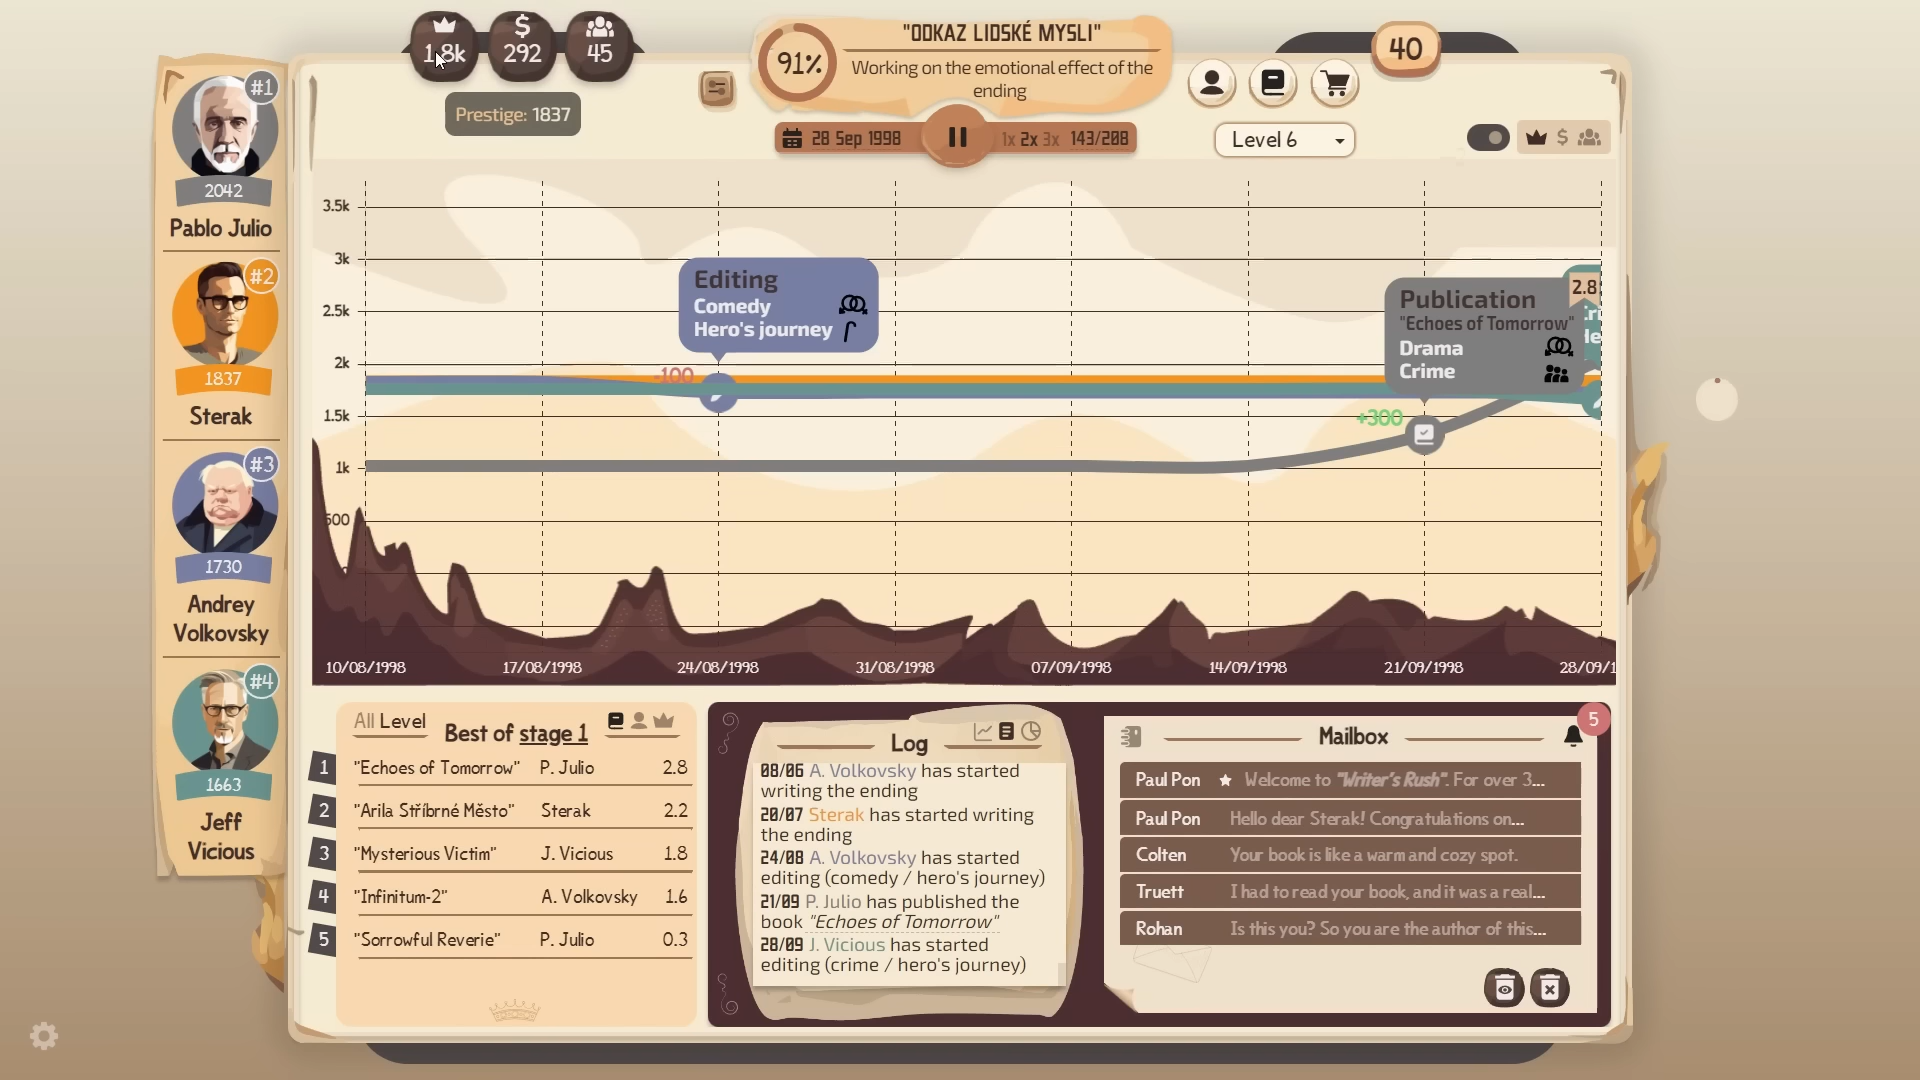 1.8k
292
45
Prestige: 1837
91%
"ODKAZ LIDSKÉ MYSLI"
Working on the emotional effect of the
ending
28 Sep 1998
1x 2x 3x
143/208
40
Level 6
#1
2042
Pablo Julio
#2
1837
Sterak
#3
1730
Andrey
Volkovsky
#4
1663
Jeff
Vicious
3.5k
3k
2.5k
2k
1.5k
1k
500
Editing
Comedy
Hero's journey
-100
Publication
"Echoes of Tomorrow"
Drama
Crime
+300
2.8
10/08/1998
17/08/1998
24/08/1998
31/08/1998
07/09/1998
14/09/1998
21/09/1998
28/09/1
All Level
Best of stage 1
1 "Echoes of Tomorrow" P. Julio 2.8
2 "Arila Stříbrné Město" Sterak 2.2
3 "Mysterious Victim" J. Vicious 1.8
4 "Infinitum-2" A. Volkovsky 1.6
5 "Sorrowful Reverie" P. Julio 0.3
Log
08/06 A. Volkovsky has started
writing the ending
20/07 Sterak has started writing
the ending
24/08 A. Volkovsky has started
editing (comedy / hero's journey)
21/09 P. Julio has published the
book "Echoes of Tomorrow"
28/09 J. Vicious has started
editing (crime / hero's journey)
Mailbox
5
Paul Pon Welcome to "Writer's Rush". For over 3...
Paul Pon Hello dear Sterak! Congratulations on...
Colten Your book is like a warm and cozy spot.
Truett I had to read your book, and it was a real...
Rohan Is this you? So you are the author of this...